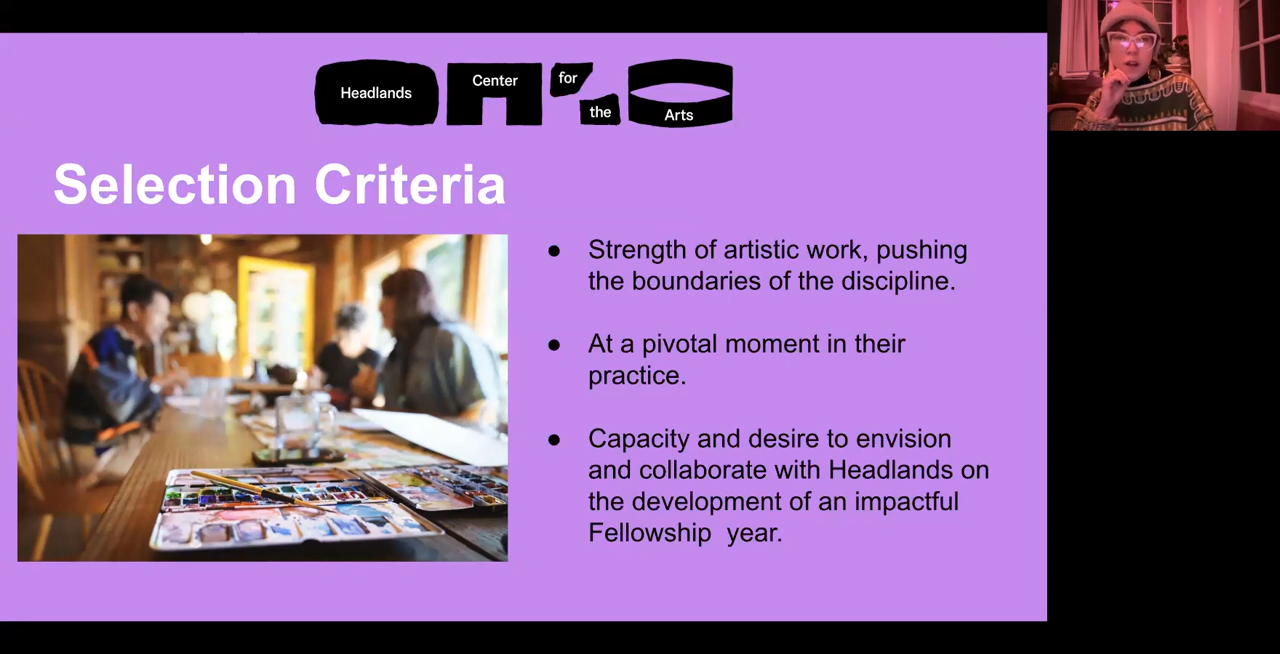 Headlands Center for the Arts
Selection Criteria
● Strength of artistic work, pushing
the boundaries of the discipline.
● At a pivotal moment in their
practice.
● Capacity and desire to envision
and collaborate with Headlands on
the development of an impactful
Fellowship  year.